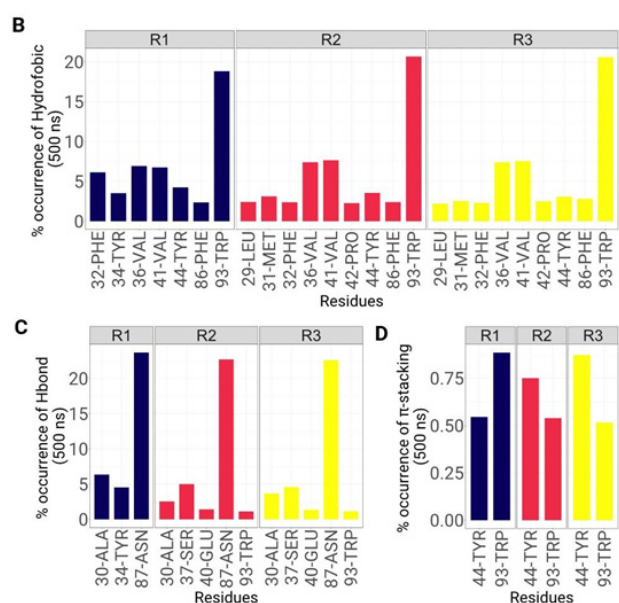 B
R1 R2 R3
% occurrence of Hydrofobic
(500 ns)
20
15
10
5
0
32-PHE 34-TYR 36-VAL 41-VAL 44-TYR 86-PHE 93-TRP 29-LEU 31-MET 32-PHE 36-VAL 41-VAL 42-PRO 44-TYR 86-PHE 93-TRP 29-LEU 31-MET 32-PHE 36-VAL 41-VAL 42-PRO 44-TYR 86-PHE 93-TRP
Residues
C
R1 R2 R3
% occurrence of Hbond
(500 ns)
20
15
10
5
0
30-ALA 34-TYR 87-ASN 30-ALA 37-SER 40-GLU 87-ASN 93-TRP 30-ALA 37-SER 40-GLU 87-ASN 93-TRP
Residues
D
R1 R2 R3
% occurrence of π-stacking
(500 ns)
0.75
0.50
0.25
0.00
44-TYR 93-TRP 44-TYR 93-TRP 44-TYR 93-TRP
Residues